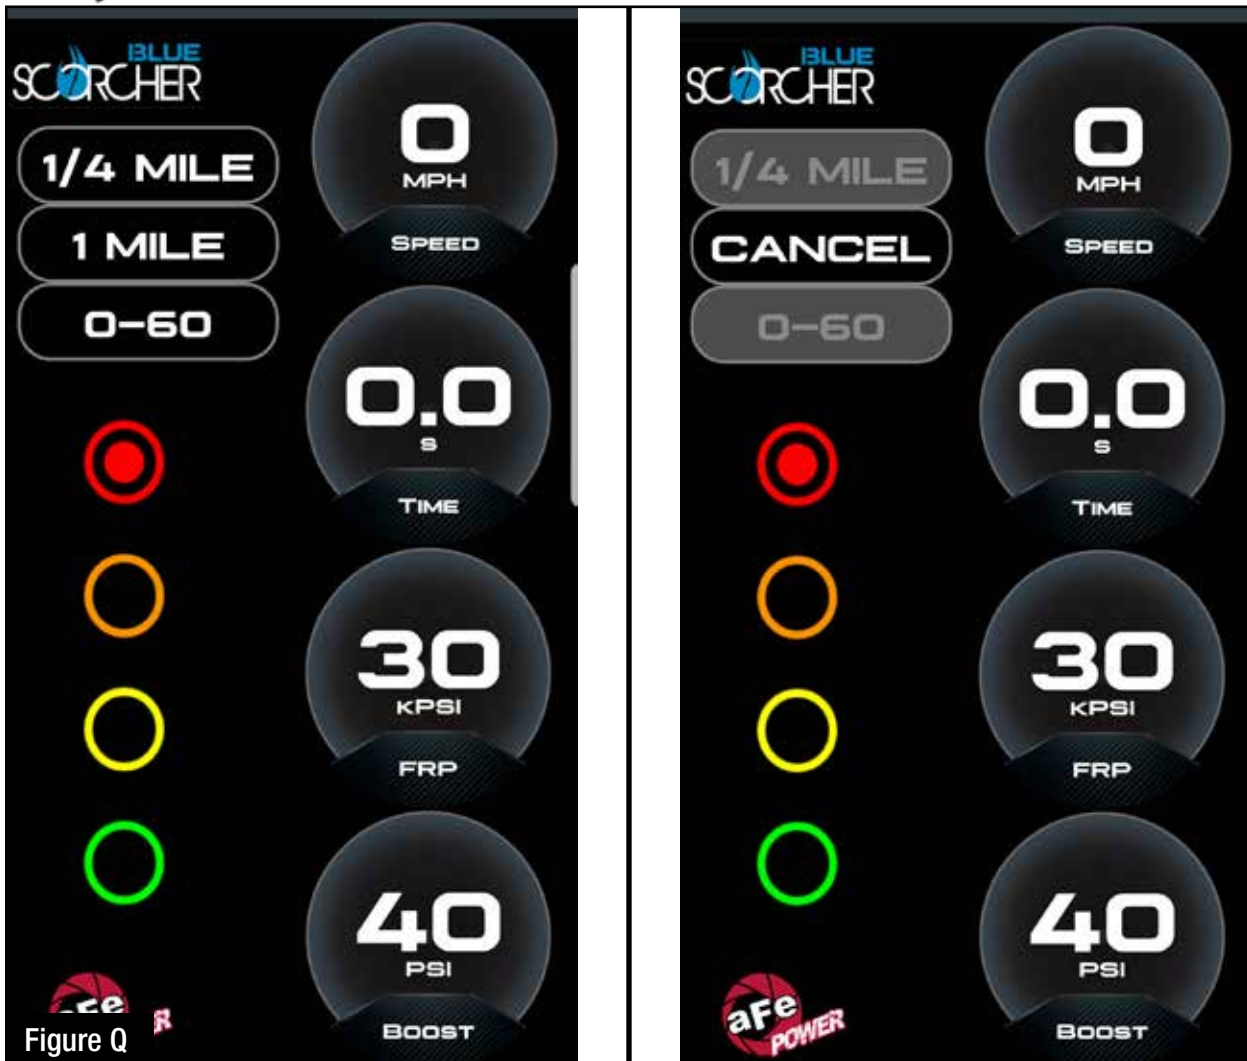 BLUE
SCORCHER
1/4 MILE
1 MILE
0-60
0
MPH
SPEED
0.0
S
TIME
30
KPSI
FRP
40
PSI
BOOST
aFe
Figure Q
BLUE
SCORCHER
1/4 MILE
CANCEL
0-60
0
MPH
SPEED
0.0
S
TIME
30
KPSI
FRP
40
PSI
BOOST
aFe
POWER